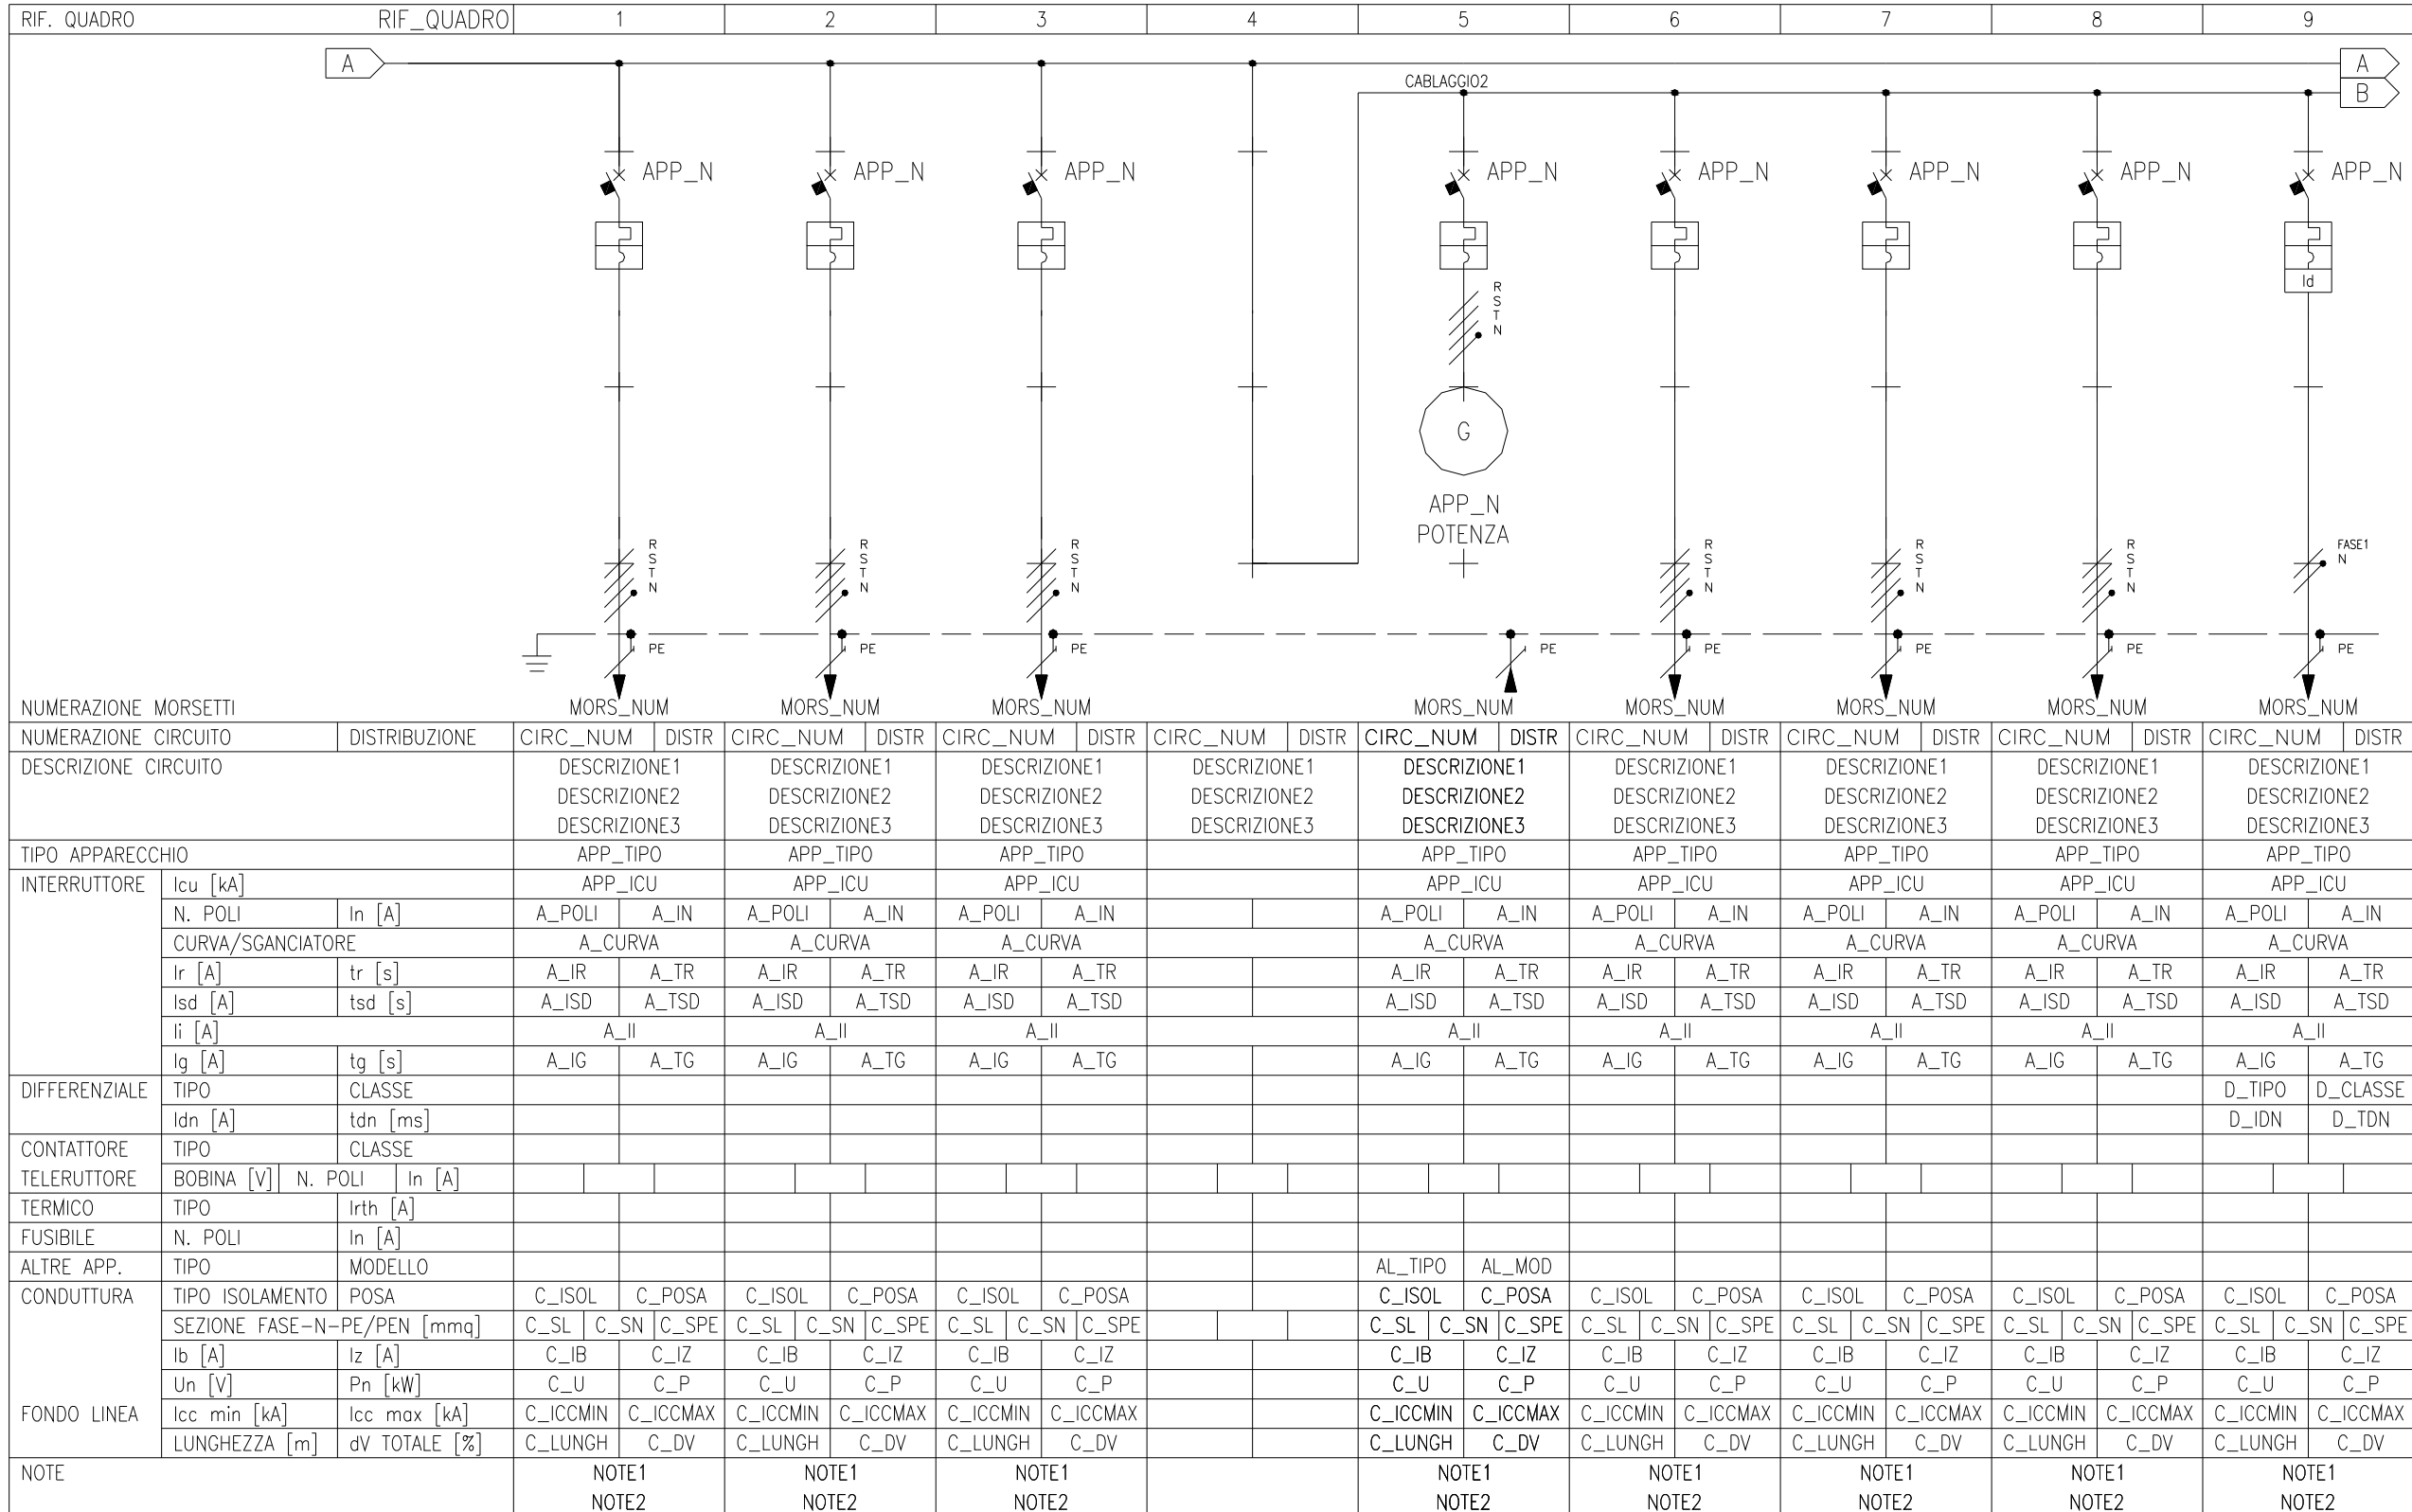 RIF. QUADRO RIF_QUADRO 1 2 3 4 5 6 7 8 9
A A
CABLAGGIO2 B
APP_N APP_N APP_N APP_N APP_N APP_N APP_N APP_N
Id
R
S
T
N
G
APP_N
POTENZA
R R R R R R FASE1
S S S S S S N
T T T T T T
N N N N N N
PE PE PE PE PE PE PE PE
NUMERAZIONE MORSETTI MORS_NUM MORS_NUM MORS_NUM MORS_NUM MORS_NUM MORS_NUM MORS_NUM MORS_NUM
NUMERAZIONE CIRCUITO DISTRIBUZIONE CIRC_NUM DISTR CIRC_NUM DISTR CIRC_NUM DISTR CIRC_NUM DISTR CIRC_NUM DISTR CIRC_NUM DISTR CIRC_NUM DISTR CIRC_NUM DISTR CIRC_NUM DISTR
DESCRIZIONE CIRCUITO DESCRIZIONE1 DESCRIZIONE1 DESCRIZIONE1 DESCRIZIONE1 DESCRIZIONE1 DESCRIZIONE1 DESCRIZIONE1 DESCRIZIONE1 DESCRIZIONE1
DESCRIZIONE2 DESCRIZIONE2 DESCRIZIONE2 DESCRIZIONE2 DESCRIZIONE2 DESCRIZIONE2 DESCRIZIONE2 DESCRIZIONE2 DESCRIZIONE2
DESCRIZIONE3 DESCRIZIONE3 DESCRIZIONE3 DESCRIZIONE3 DESCRIZIONE3 DESCRIZIONE3 DESCRIZIONE3 DESCRIZIONE3 DESCRIZIONE3
TIPO APPARECCHIO APP_TIPO APP_TIPO APP_TIPO APP_TIPO APP_TIPO APP_TIPO APP_TIPO APP_TIPO
INTERRUTTORE Icu [kA] APP_ICU APP_ICU APP_ICU APP_ICU APP_ICU APP_ICU APP_ICU APP_ICU
N. POLI In [A] A_POLI A_IN A_POLI A_IN A_POLI A_IN A_POLI A_IN A_POLI A_IN A_POLI A_IN A_POLI A_IN A_POLI A_IN
CURVA/SGANCIATORE A_CURVA A_CURVA A_CURVA A_CURVA A_CURVA A_CURVA A_CURVA A_CURVA
Ir [A] tr [s] A_IR A_TR A_IR A_TR A_IR A_TR A_IR A_TR A_IR A_TR A_IR A_TR A_IR A_TR A_IR A_TR
Isd [A] tsd [s] A_ISD A_TSD A_ISD A_TSD A_ISD A_TSD A_ISD A_TSD A_ISD A_TSD A_ISD A_TSD A_ISD A_TSD A_ISD A_TSD
Ii [A] A_II A_II A_II A_II A_II A_II A_II A_II
Ig [A] tg [s] A_IG A_TG A_IG A_TG A_IG A_TG A_IG A_TG A_IG A_TG A_IG A_TG A_IG A_TG A_IG A_TG
DIFFERENZIALE TIPO CLASSE D_TIPO D_CLASSE
Idn [A] tdn [ms] D_IDN D_TDN
CONTATTORE TIPO CLASSE
TELERUTTORE BOBINA [V] N. POLI In [A]
TERMICO TIPO Irth [A]
FUSIBILE N. POLI In [A]
ALTRE APP. TIPO MODELLO AL_TIPO AL_MOD
CONDUTTURA TIPO ISOLAMENTO POSA C_ISOL C_POSA C_ISOL C_POSA C_ISOL C_POSA C_ISOL C_POSA C_ISOL C_POSA C_ISOL C_POSA C_ISOL C_POSA C_ISOL C_POSA
SEZIONE FASE-N-PE/PEN [mmq] C_SL C_SN C_SPE C_SL C_SN C_SPE C_SL C_SN C_SPE C_SL C_SN C_SPE C_SL C_SN C_SPE C_SL C_SN C_SPE C_SL C_SN C_SPE C_SL C_SN C_SPE
Ib [A] Iz [A] C_IB C_IZ C_IB C_IZ C_IB C_IZ C_IB C_IZ C_IB C_IZ C_IB C_IZ C_IB C_IZ C_IB C_IZ
Un [V] Pn [kW] C_U C_P C_U C_P C_U C_P C_U C_P C_U C_P C_U C_P C_U C_P C_U C_P
FONDO LINEA Icc min [kA] Icc max [kA] C_ICCMIN C_ICCMAX C_ICCMIN C_ICCMAX C_ICCMIN C_ICCMAX C_ICCMIN C_ICCMAX C_ICCMIN C_ICCMAX C_ICCMIN C_ICCMAX C_ICCMIN C_ICCMAX C_ICCMIN C_ICCMAX
LUNGHEZZA [m] dV TOTALE [%] C_LUNGH C_DV C_LUNGH C_DV C_LUNGH C_DV C_LUNGH C_DV C_LUNGH C_DV C_LUNGH C_DV C_LUNGH C_DV C_LUNGH C_DV
NOTE NOTE1 NOTE1 NOTE1 NOTE1 NOTE1 NOTE1 NOTE1 NOTE1
NOTE2 NOTE2 NOTE2 NOTE2 NOTE2 NOTE2 NOTE2 NOTE2